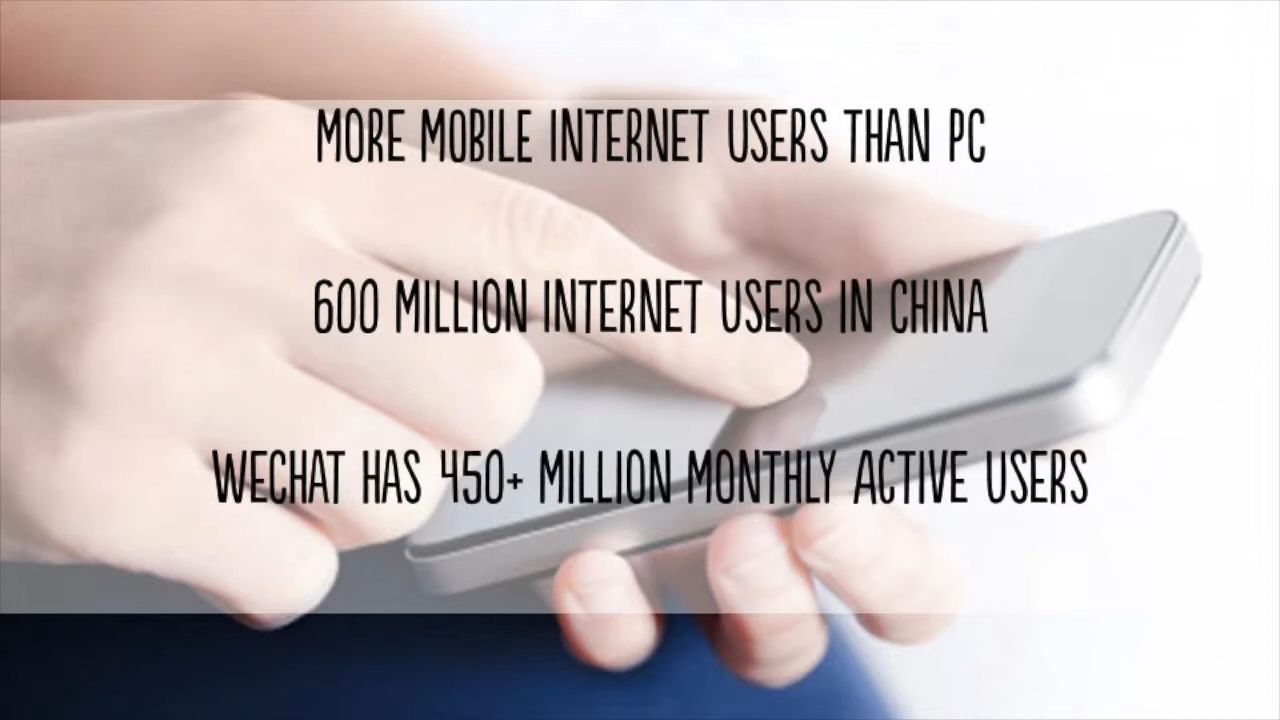 MORE MOBILE INTERNET USERS THAN PC
600 MILLION INTERNET USERS IN CHINA
WECHAT HAS 450+ MILLION MONTHLY ACTIVE USERS